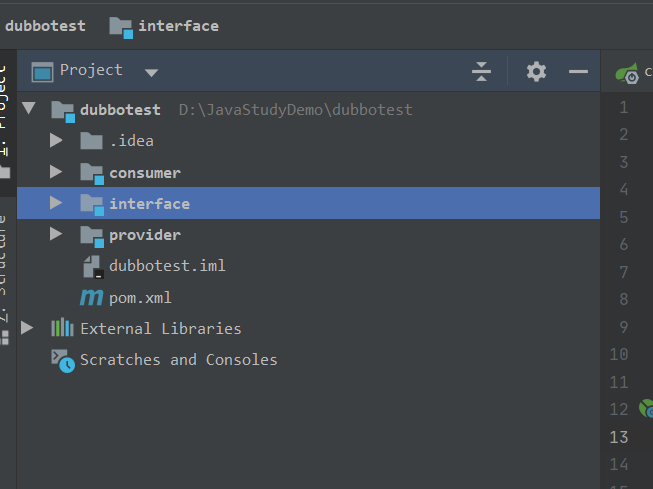 dubbotest interface
Project
1: Project
dubbotest D:\JavaStudyDemo\dubbotest
.idea
consumer
interface
provider
dubbotest.iml
pom.xml
External Libraries
Scratches and Consoles
Z: Structure
c
1
2
3
4
5
6
7
8
9
10
11
12
13
14